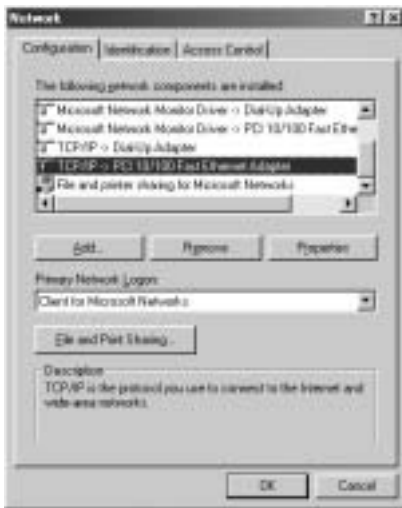 Network
Configuration Identification Access Control
The following network components are installed:
Microsoft Network Monitor Driver -> Dial-Up Adapter
Microsoft Network Monitor Driver -> PCI 10/100 Fast Ethe
TCP/IP -> Dial-Up Adapter
TCP/IP -> PCI 10/100 Fast Ethernet Adapter
File and printer sharing for Microsoft Networks
Add... Remove Properties
Primary Network Logon:
Client for Microsoft Networks
File and Print Sharing...
Description
TCP/IP is the protocol you use to connect to the Internet and
wide-area networks.
OK Cancel